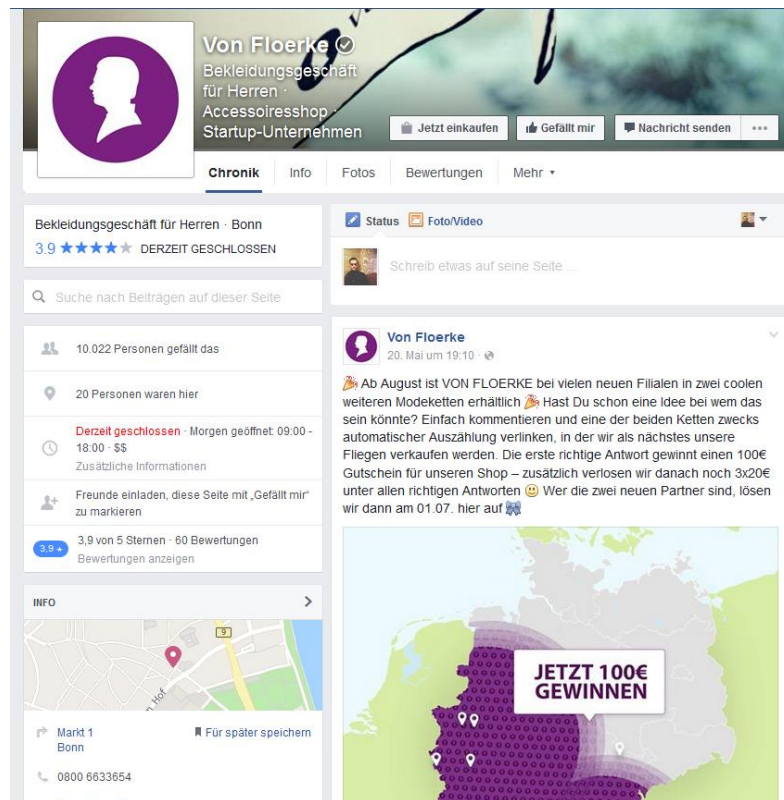 Von Floerke
Bekleidungsgeschäft
für Herren ·
Accessoiresshop ·
Startup-Unternehmen
Jetzt einkaufen
Gefällt mir
Nachricht senden
Chronik
Info
Fotos
Bewertungen
Mehr
Bekleidungsgeschäft für Herren · Bonn
3.9 ★★★★★ DERZEIT GESCHLOSSEN
Suche nach Beiträgen auf dieser Seite
10.022 Personen gefällt das
20 Personen waren hier
Derzeit geschlossen · Morgen geöffnet: 09:00 -
18:00 · $$
Zusätzliche Informationen
Freunde einladen, diese Seite mit „Gefällt mir“
zu markieren
3,9 ★
3,9 von 5 Sternen · 60 Bewertungen
Bewertungen anzeigen
INFO
9
Hof
Markt 1
Bonn
Für später speichern
0800 6633654
Status
Foto/Video
Schreib etwas auf seine Seite ...
Von Floerke
20. Mai um 19:10 ·
🎉 Ab August ist VON FLOERKE bei vielen neuen Filialen in zwei coolen
weiteren Modeketten erhältlich 🎉 Hast Du schon eine Idee bei wem das
sein könnte? Einfach kommentieren und eine der beiden Ketten zwecks
automatischer Auszählung verlinken, in der wir als nächstes unsere
Fliegen verkaufen werden. Die erste richtige Antwort gewinnt einen 100€
Gutschein für unseren Shop – zusätzlich verlosen wir danach noch 3x20€
unter allen richtigen Antworten 🙂 Wer die zwei neuen Partner sind, lösen
wir dann am 01.07. hier auf 🎀
JETZT 100€
GEWINNEN